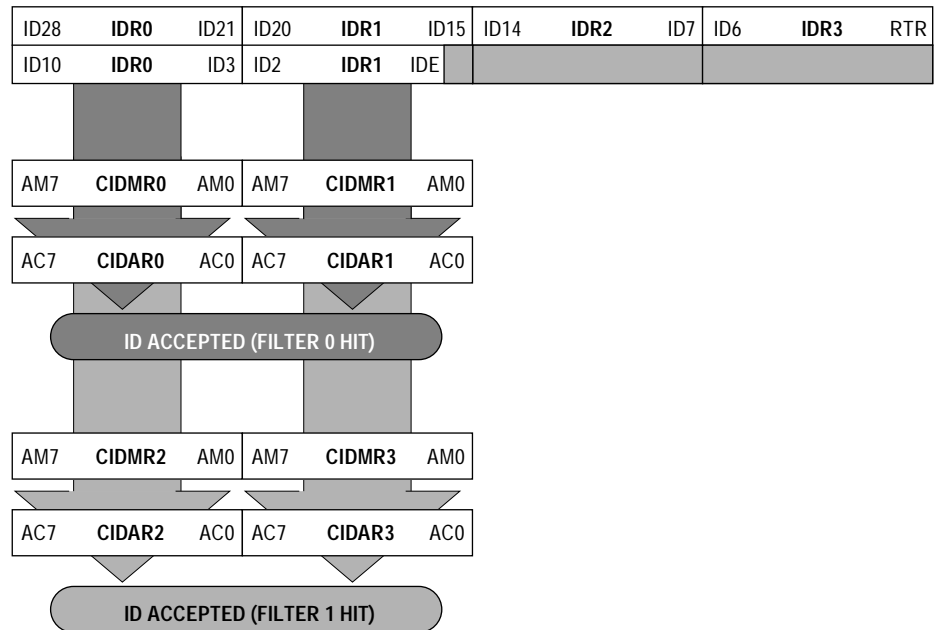 ID28 IDR0 ID21 ID20 IDR1 ID15 ID14 IDR2 ID7 ID6 IDR3 RTR
ID10 IDR0 ID3 ID2 IDR1 IDE
AM7 CIDMR0 AM0 AM7 CIDMR1 AM0
AC7 CIDAR0 AC0 AC7 CIDAR1 AC0
ID ACCEPTED (FILTER 0 HIT)
AM7 CIDMR2 AM0 AM7 CIDMR3 AM0
AC7 CIDAR2 AC0 AC7 CIDAR3 AC0
ID ACCEPTED (FILTER 1 HIT)